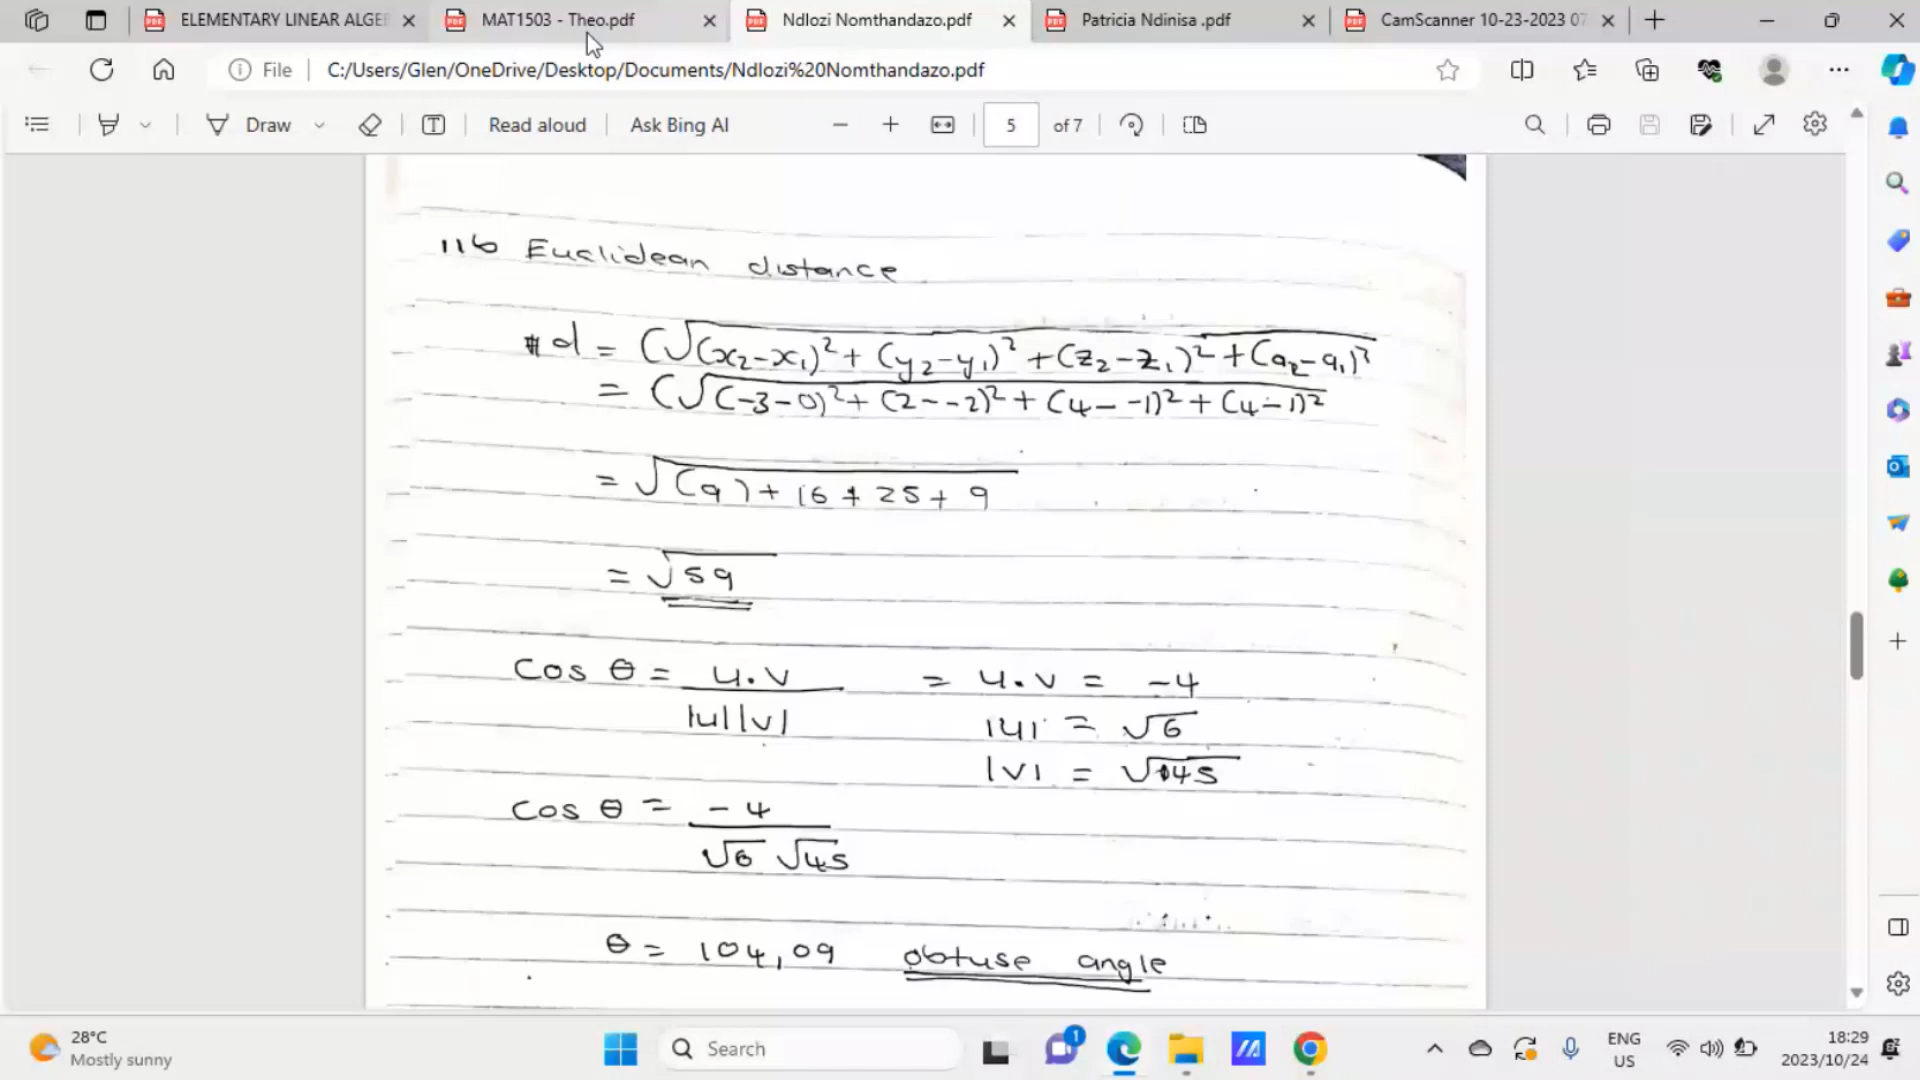 ELEMENTARY LINEAR ALGE
MAT1503 - Theo.pdf
Ndlozi Nomthandazo.pdf
Patricia Ndinisa .pdf
CamScanner 10-23-2023 07
File
C:/Users/Glen/OneDrive/Desktop/Documents/Ndlozi%20Nomthandazo.pdf
Draw
Read aloud
Ask Bing AI
5
of 7
116 Euclidean distance
d = (√(x₂-x₁)² + (y₂-y₁)² + (z₂-z₁)² + (a₂-a₁)²
= (√(-3-0)² + (2--2)² + (4--1)² + (4-1)²
= √(9) + 16 + 25 + 9
= √59
Cos θ = u.v = u.v = -4
|u||v| |u| = √6
|v| = √45
Cos θ = -4
√6 √45
θ = 104,09 obtuse angle
28°C
Mostly sunny
Search
1
ENG
US
18:29
2023/10/24